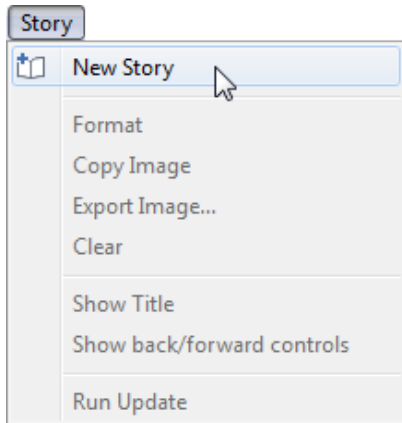 Story
New Story
Format
Copy Image
Export Image...
Clear
Show Title
Show back/forward controls
Run Update